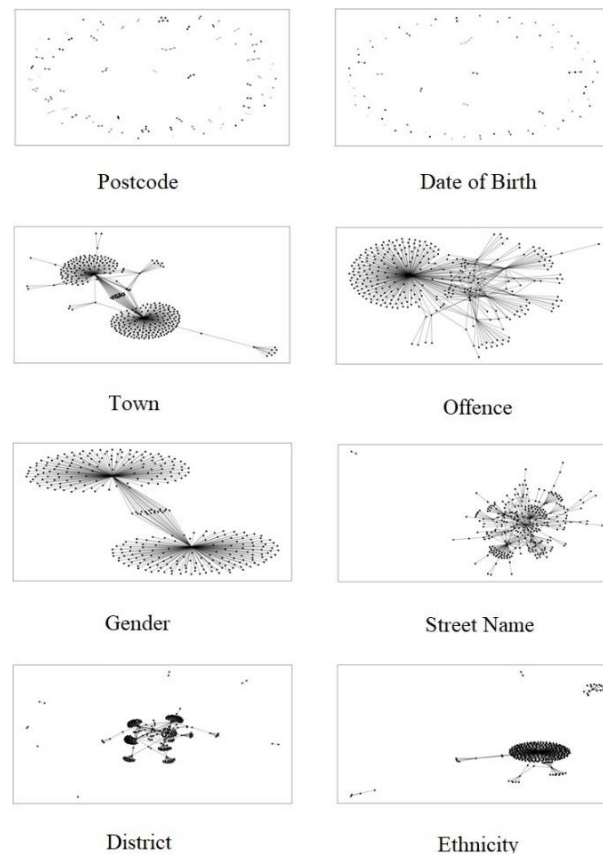 Postcode
Date of Birth
Town
Offence
Gender
Street Name
District
Ethnicity